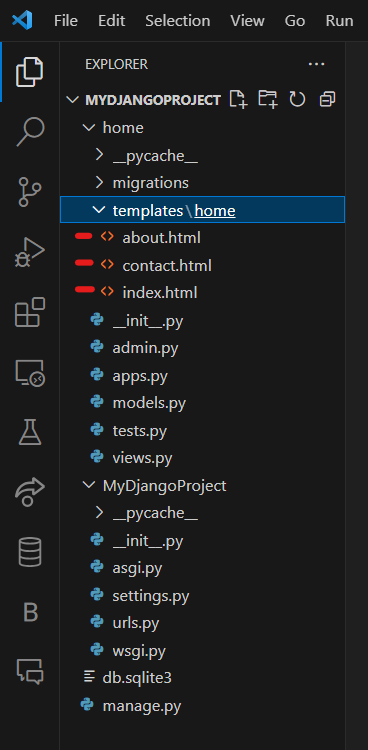 File Edit Selection View Go Run
EXPLORER ...
MYDJANGOPROJECT
home
__pycache__
migrations
templates\home
about.html
contact.html
index.html
__init__.py
admin.py
apps.py
models.py
tests.py
views.py
MyDjangoProject
__pycache__
__init__.py
asgi.py
settings.py
urls.py
wsgi.py
db.sqlite3
manage.py
B